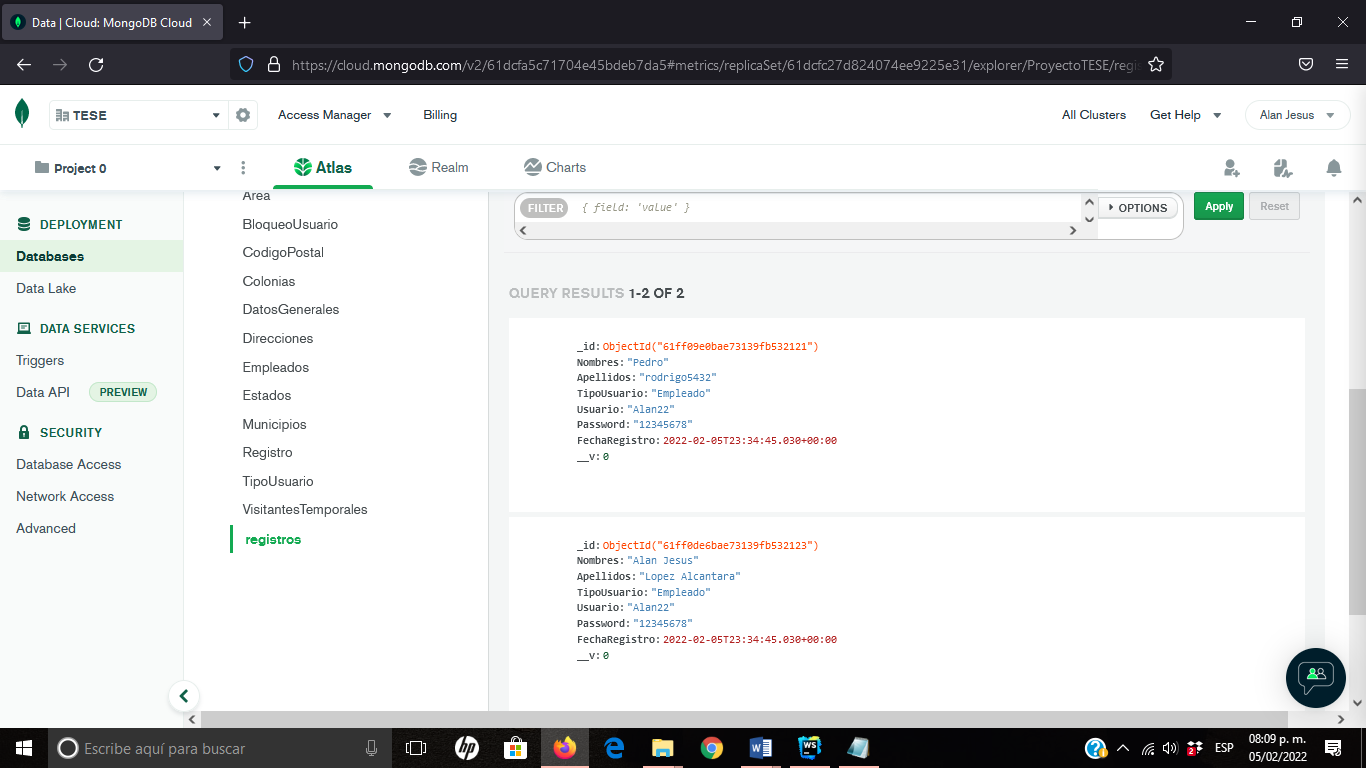 Data | Cloud: MongoDB Cloud
https://cloud.mongodb.com/v2/61dcfa5c71704e45bdeb7da5#metrics/replicaSet/61dcfc27d824074ee9225e31/explorer/ProyectoTESE/regi
TESE
Access Manager
Billing
All Clusters
Get Help
Alan Jesus
Project 0
Atlas
Realm
Charts
DEPLOYMENT
Databases
Data Lake
DATA SERVICES
Triggers
Data API PREVIEW
SECURITY
Database Access
Network Access
Advanced
Area
BloqueoUsuario
CodigoPostal
Colonias
DatosGenerales
Direcciones
Empleados
Estados
Municipios
Registro
TipoUsuario
VisitantesTemporales
registros
FILTER { field: 'value' }
OPTIONS
Apply
Reset
QUERY RESULTS 1-2 OF 2
_id: ObjectId("61ff09e0bae73139fb532121")
Nombres: "Pedro"
Apellidos: "rodrigo5432"
TipoUsuario: "Empleado"
Usuario: "Alan22"
Password: "12345678"
FechaRegistro: 2022-02-05T23:34:45.030+00:00
__v: 0
_id: ObjectId("61ff0de6bae73139fb532123")
Nombres: "Alan Jesus"
Apellidos: "Lopez Alcantara"
TipoUsuario: "Empleado"
Usuario: "Alan22"
Password: "12345678"
FechaRegistro: 2022-02-05T23:34:45.030+00:00
__v: 0
Escribe aquí para buscar
hp
WS
ESP
08:09 p. m.
05/02/2022